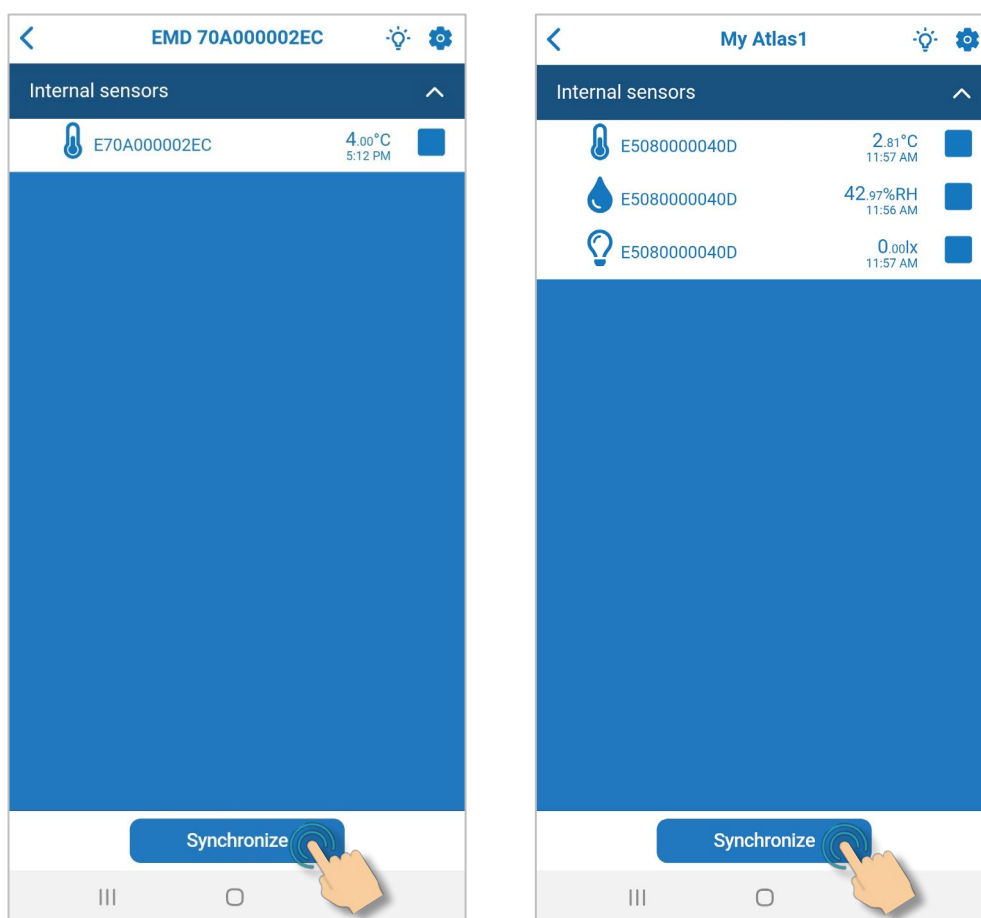 EMD 70A000002EC
Internal sensors
E70A000002EC 4.00°C
5:12 PM
Synchronize
My Atlas1
Internal sensors
E5080000040D 2.81°C
11:57 AM
E5080000040D 42.97%RH
11:56 AM
E5080000040D 0.00lx
11:57 AM
Synchronize